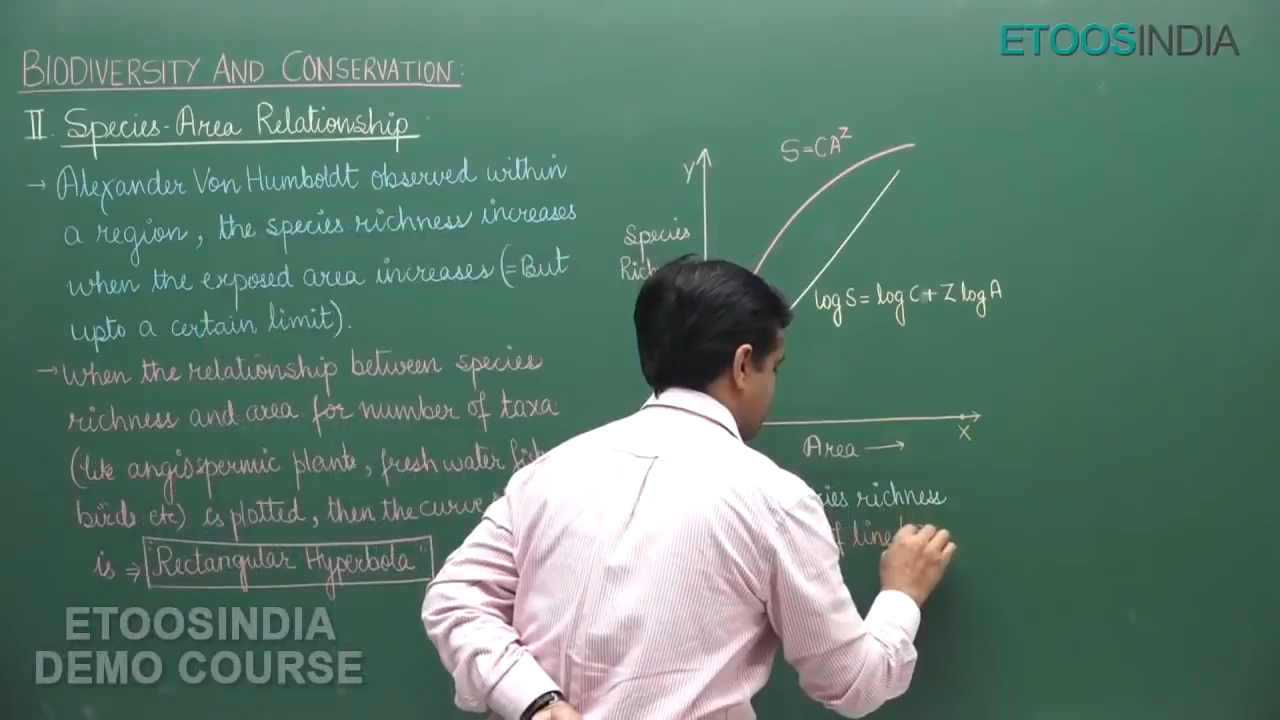 ETOOSINDIA
BIODIVERSITY AND CONSERVATION:
II. Species-Area Relationship
→ Alexander Von Humboldt observed within
a region, the species richness increases
when the exposed area increases (=But
upto a certain limit).
→ When the relationship between species
richness and area for number of taxa
(like angiospermic plants, fresh water
birds etc) is plotted, then the curve
is ⇒ "Rectangular Hyperbola"
S=CA^Z
Y
Species
log S = log C + Z log A
X
Area →
richness
of line
ETOOSINDIA
DEMO COURSE